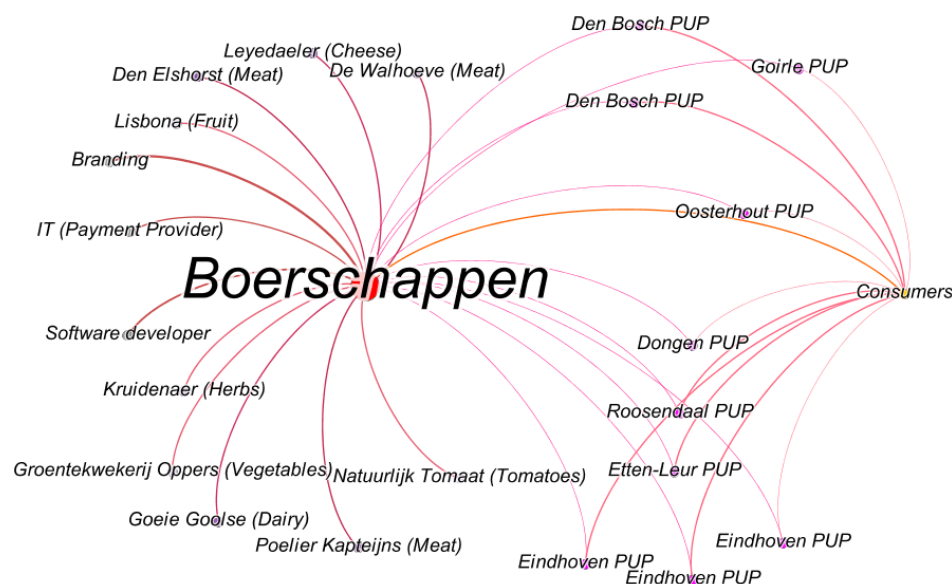 Den Bosch PUP
Leyedaeler (Cheese)
Goirle PUP
Den Elshorst (Meat)
De Walhoeve (Meat)
Den Bosch PUP
Lisbona (Fruit)
Branding
Oosterhout PUP
IT (Payment Provider)
Boerschappen
Consumers
Software developer
Dongen PUP
Kruidenaer (Herbs)
Roosendaal PUP
Groentekwekerij Oppers (Vegetables)
Natuurlijk Tomaat (Tomatoes)
Etten-Leur PUP
Goeie Goolse (Dairy)
Poelier Kapteijns (Meat)
Eindhoven PUP
Eindhoven PUP
Eindhoven PUP